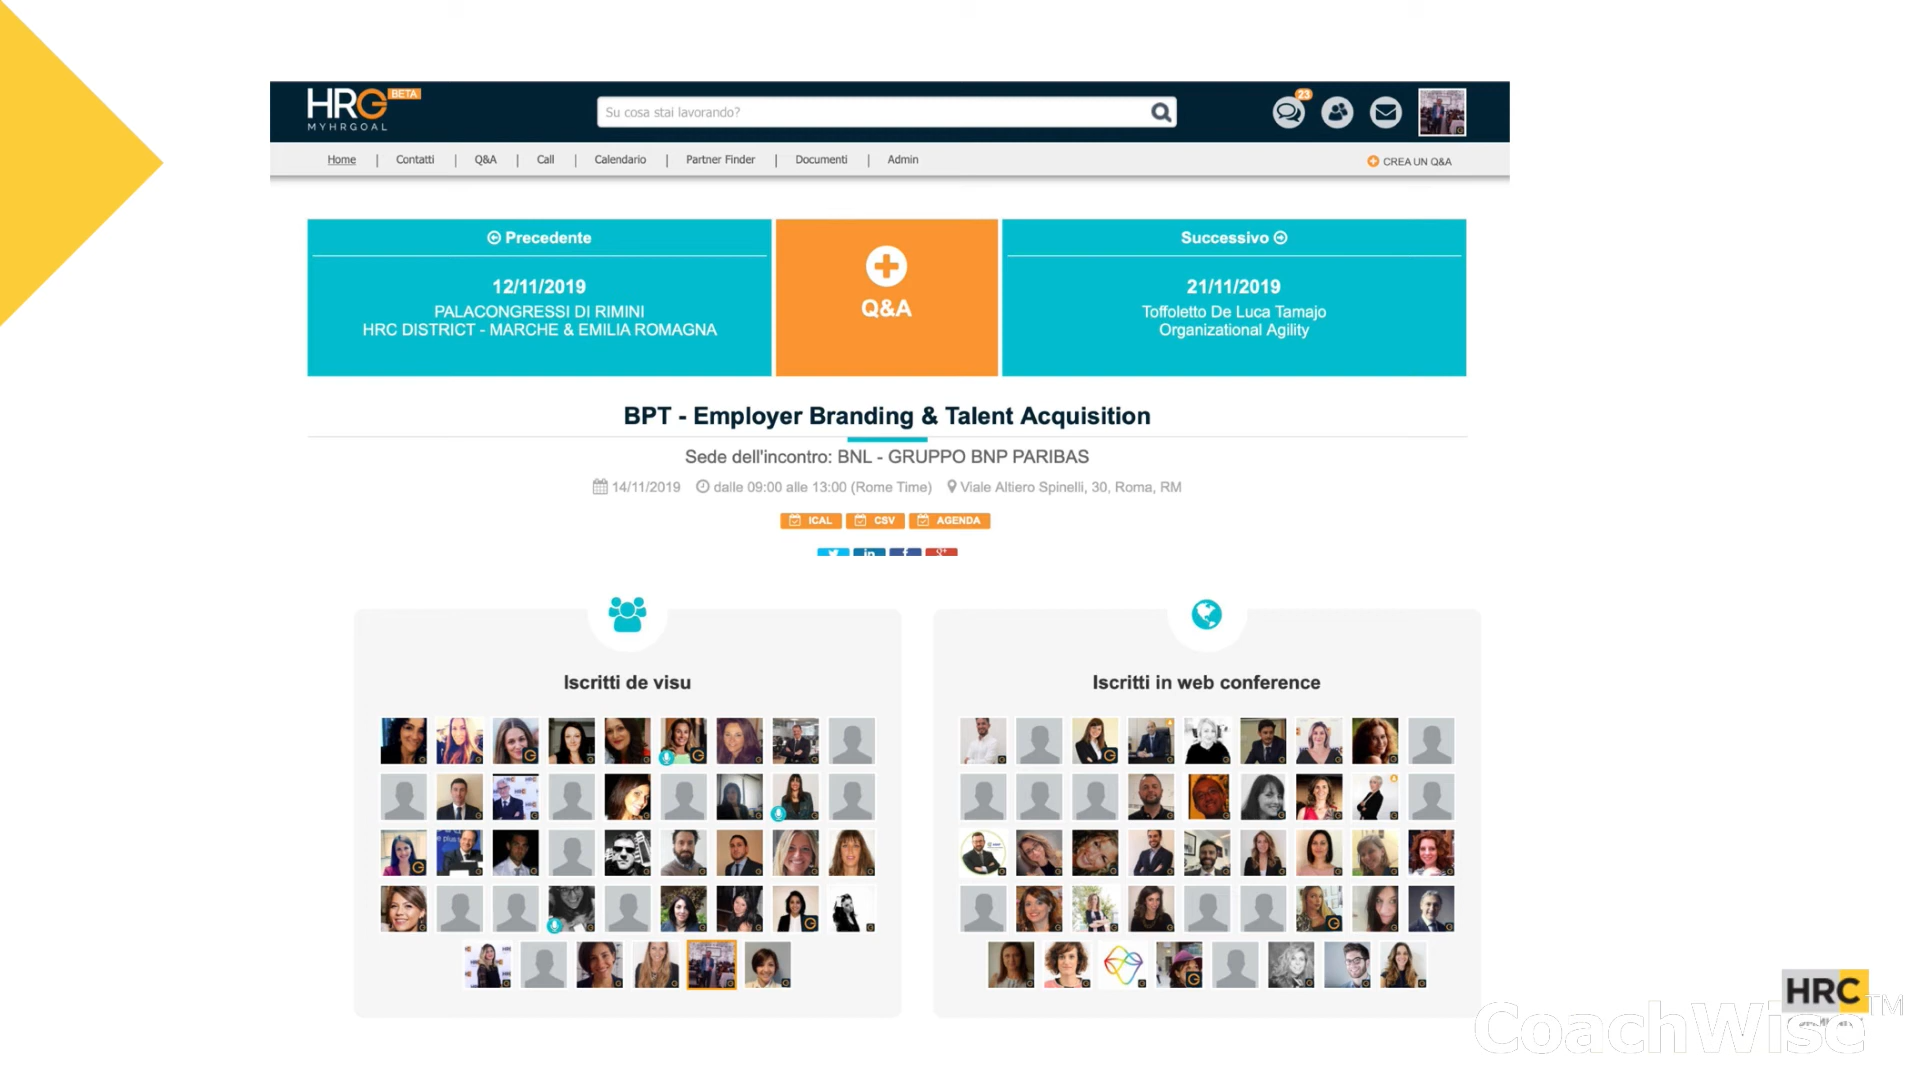 HRG BETA
MYHRGOAL
Su cosa stai lavorando?
23
Home | Contatti | Q&A | Call | Calendario | Partner Finder | Documenti | Admin
CREA UN Q&A
Precedente
12/11/2019
PALACONGRESSI DI RIMINI
HRC DISTRICT - MARCHE & EMILIA ROMAGNA
Q&A
Successivo
21/11/2019
Toffoletto De Luca Tamajo
Organizational Agility
BPT - Employer Branding & Talent Acquisition
Sede dell'incontro: BNL - GRUPPO BNP PARIBAS
14/11/2019 dalle 09:00 alle 13:00 (Rome Time) Viale Altiero Spinelli, 30, Roma, RM
ICAL CSV AGENDA
Iscritti de visu
Iscritti in web conference
HRC
CoachWise™